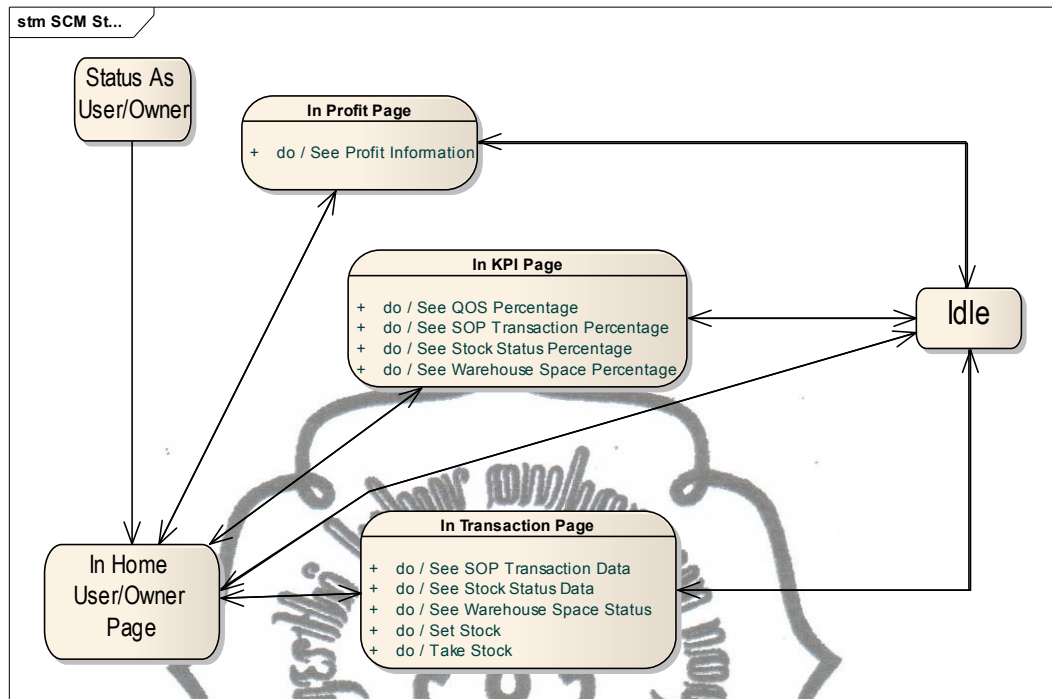 stm SCM St...
Status As
User/Owner
In Profit Page
+ do / See Profit Information
In KPI Page
+ do / See QOS Percentage
+ do / See SOP Transaction Percentage
+ do / See Stock Status Percentage
+ do / See Warehouse Space Percentage
Idle
In Transaction Page
+ do / See SOP Transaction Data
+ do / See Stock Status Data
+ do / See Warehouse Space Status
+ do / Set Stock
+ do / Take Stock
In Home
User/Owner
Page